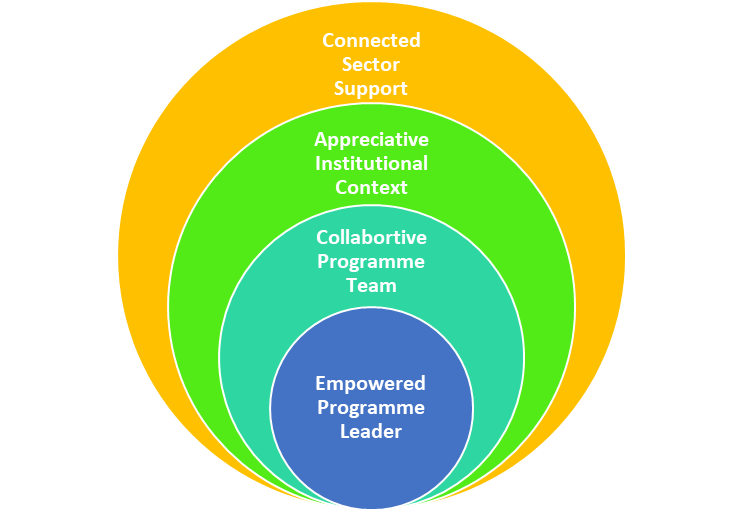 Connected
Sector
Support
Appreciative
Institutional
Context
Collabortive
Programme
Team
Empowered
Programme
Leader